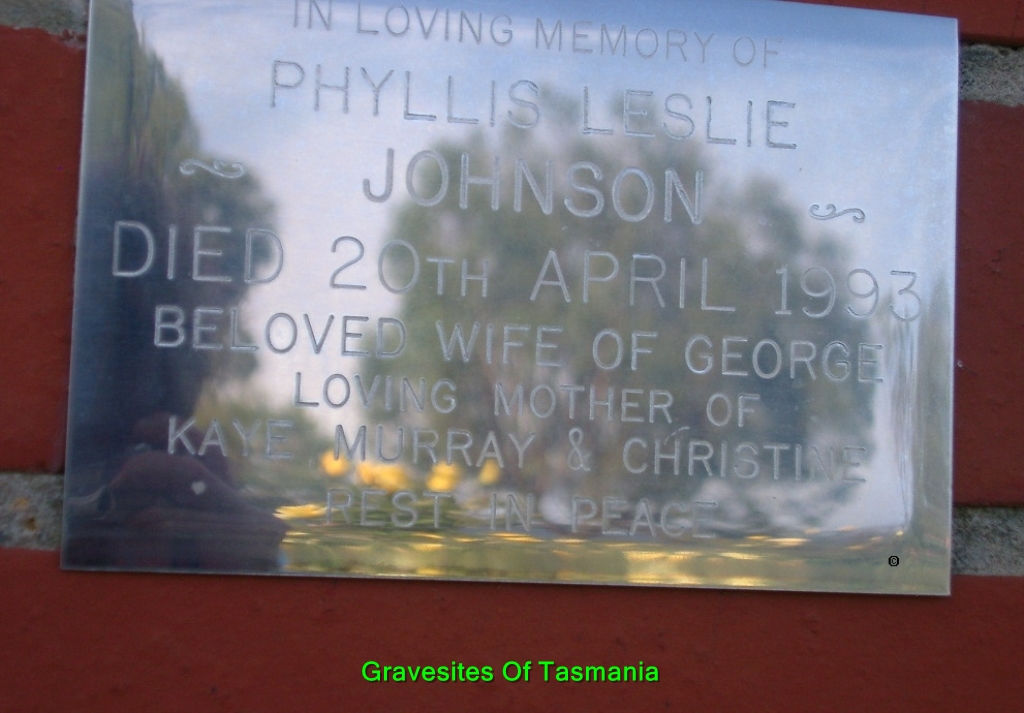 IN LOVING MEMORY OF
PHYLLIS LESLIE
JOHNSON
DIED 20TH APRIL 1993
BELOVED WIFE OF GEORGE
LOVING MOTHER OF
KAYE MURRAY & CHRISTINE
REST IN PEACE
©
Gravesites Of Tasmania